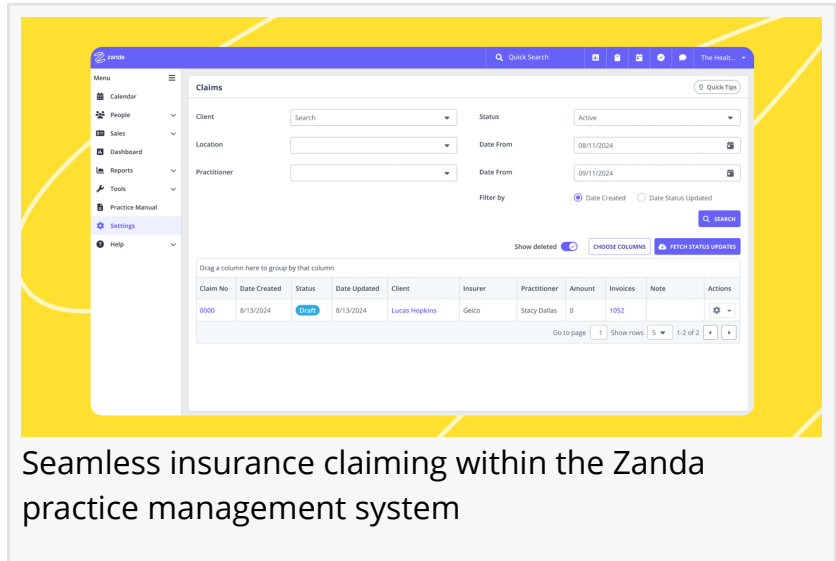 zanda
Quick Search
The Healt...
Menu
Calendar
People
Sales
Dashboard
Reports
Tools
Practice Manual
Settings
Help
Claims
Quick Tips
Client
Search
Status
Active
Location
Date From
08/11/2024
Practitioner
Date From
09/11/2024
Filter by
Date Created
Date Status Updated
SEARCH
Show deleted
CHOOSE COLUMNS
FETCH STATUS UPDATES
Drag a column here to group by that column
Claim No Date Created Status Date Updated Client Insurer Practitioner Amount Invoices Note Actions
0000 8/13/2024 Draft 8/13/2024 Lucas Hopkins Geico Stacy Dallas 0 1052
Go to page 1 Show rows 5 1-2 of 2
Seamless insurance claiming within the Zanda
practice management system